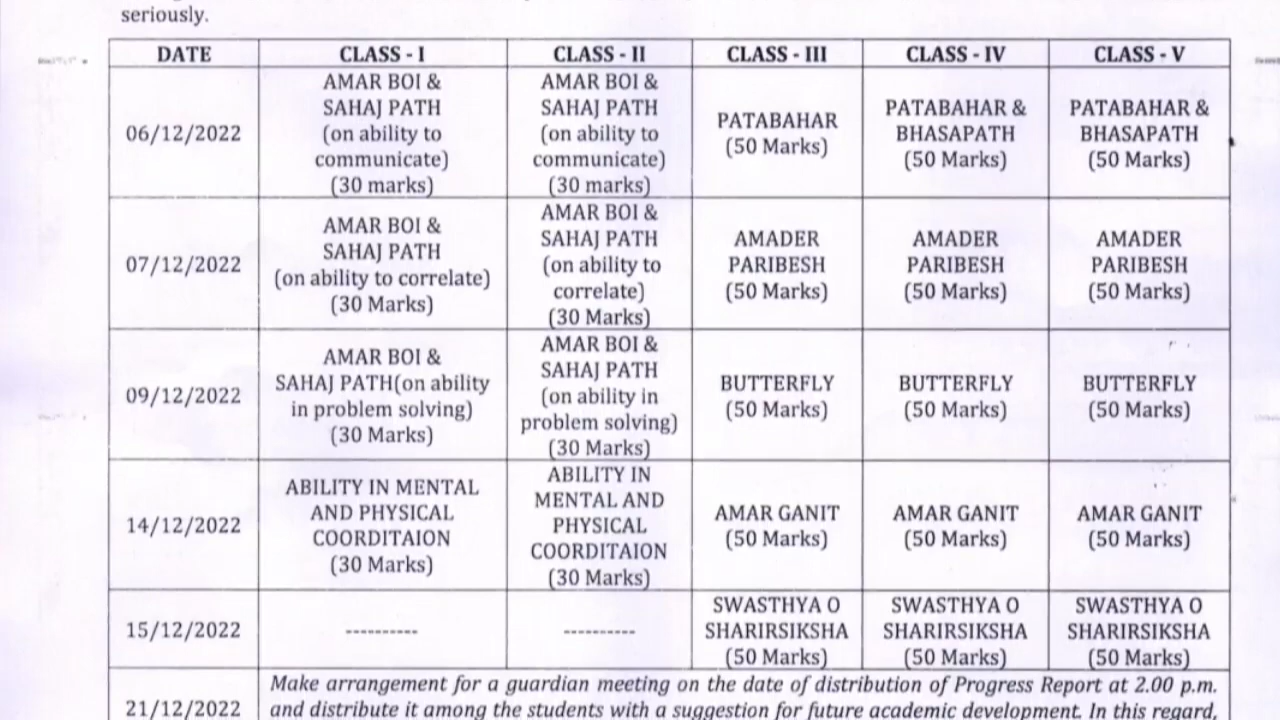 seriously.
DATE CLASS - I CLASS - II CLASS - III CLASS - IV CLASS - V
06/12/2022
AMAR BOI &
SAHAJ PATH
(on ability to
communicate)
(30 marks)
AMAR BOI &
SAHAJ PATH
(on ability to
communicate)
(30 marks)
PATABAHAR
(50 Marks)
PATABAHAR &
BHASAPATH
(50 Marks)
PATABAHAR &
BHASAPATH
(50 Marks)
07/12/2022
AMAR BOI &
SAHAJ PATH
(on ability to correlate)
(30 Marks)
AMAR BOI &
SAHAJ PATH
(on ability to
correlate)
(30 Marks)
AMADER
PARIBESH
(50 Marks)
AMADER
PARIBESH
(50 Marks)
AMADER
PARIBESH
(50 Marks)
09/12/2022
AMAR BOI &
SAHAJ PATH(on ability
in problem solving)
(30 Marks)
AMAR BOI &
SAHAJ PATH
(on ability in
problem solving)
(30 Marks)
BUTTERFLY
(50 Marks)
BUTTERFLY
(50 Marks)
BUTTERFLY
(50 Marks)
14/12/2022
ABILITY IN MENTAL
AND PHYSICAL
COORDITAION
(30 Marks)
ABILITY IN
MENTAL AND
PHYSICAL
COORDITAION
(30 Marks)
AMAR GANIT
(50 Marks)
AMAR GANIT
(50 Marks)
AMAR GANIT
(50 Marks)
15/12/2022
----------
----------
SWASTHYA O
SHARIRSIKSHA
(50 Marks)
SWASTHYA O
SHARIRSIKSHA
(50 Marks)
SWASTHYA O
SHARIRSIKSHA
(50 Marks)
21/12/2022
Make arrangement for a guardian meeting on the date of distribution of Progress Report at 2.00 p.m.
and distribute it among the students with a suggestion for future academic development. In this regard,